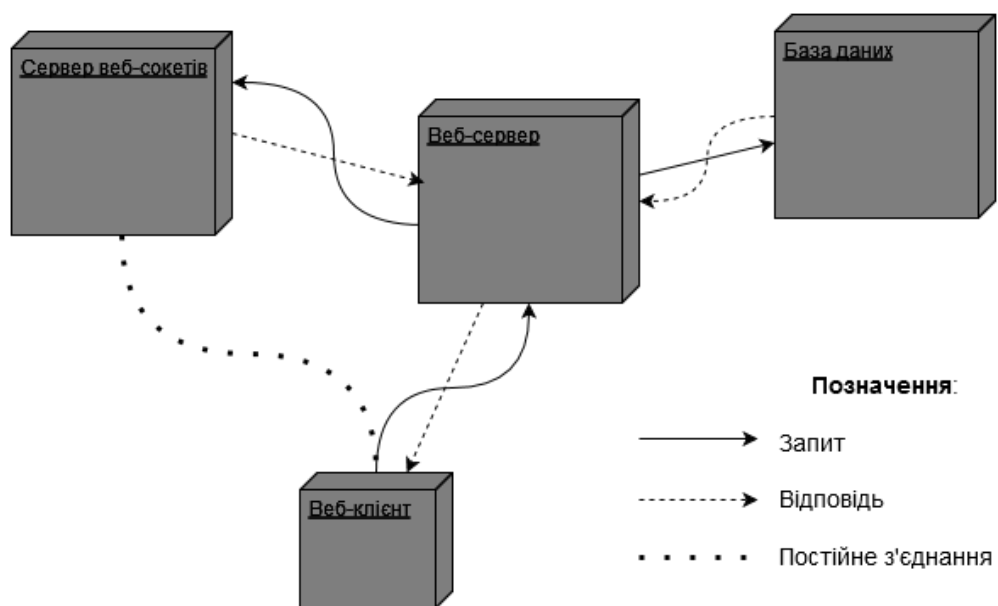 Сервер веб-сокетів
База даних
Веб-сервер
Веб-клієнт
Позначення:
Запит
Відповідь
Постійне з'єднання